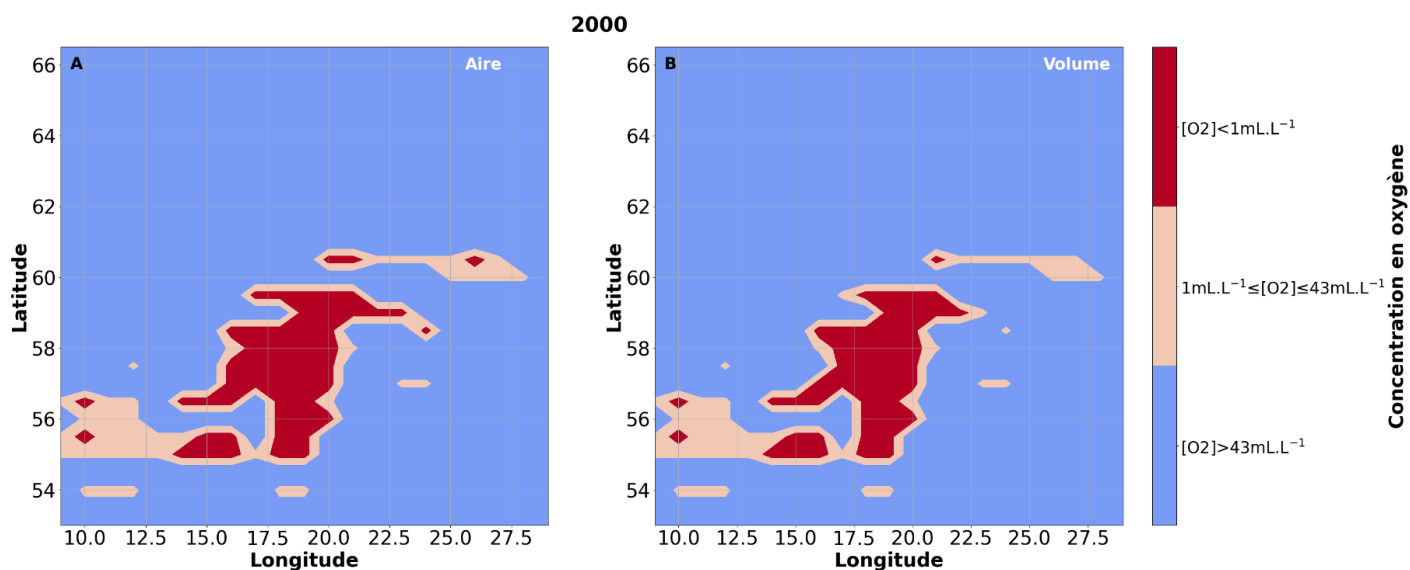 2000
A
Aire
66
64
62
60
58
56
54
Latitude
10.0 12.5 15.0 17.5 20.0 22.5 25.0 27.5
Longitude
B
Volume
66
64
62
60
58
56
54
Latitude
10.0 12.5 15.0 17.5 20.0 22.5 25.0 27.5
Longitude
[O2]<1mL.L⁻¹
1mL.L⁻¹≤[O2]≤43mL.L⁻¹
[O2]>43mL.L⁻¹
Concentration en oxygène